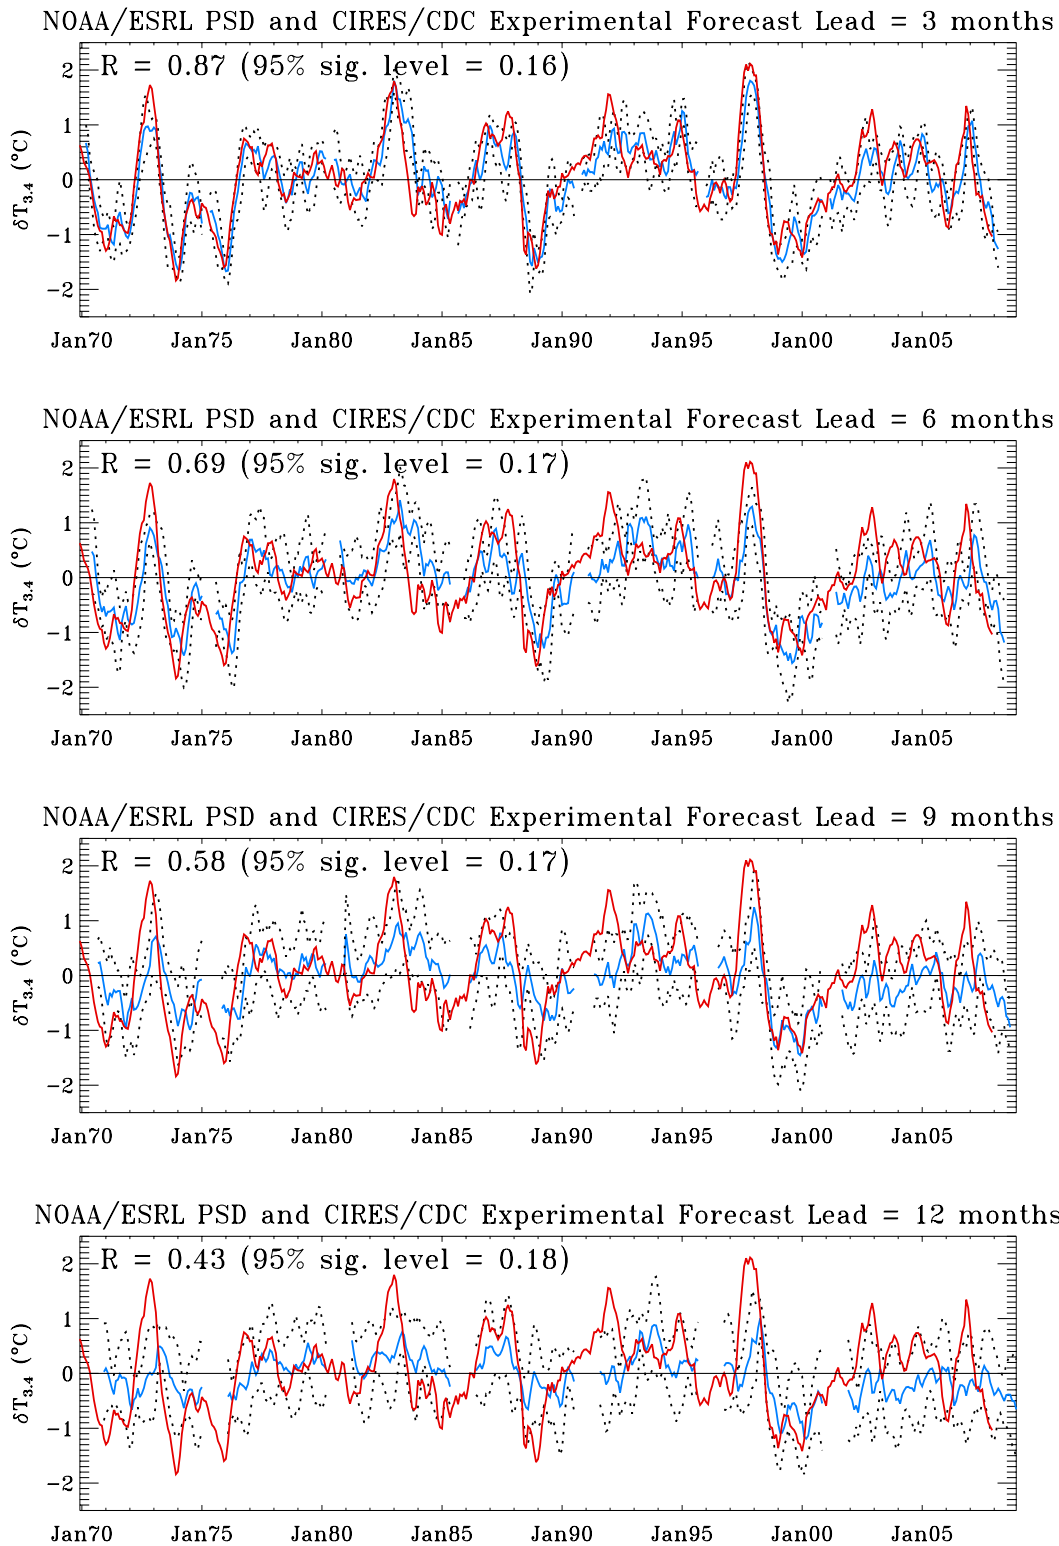 NOAA/ESRL PSD and CIRES/CDC Experimental Forecast Lead = 3 months
R = 0.87 (95% sig. level = 0.16)
δT3.4 (°C)
2
1
0
−1
−2
Jan70 Jan75 Jan80 Jan85 Jan90 Jan95 Jan00 Jan05
NOAA/ESRL PSD and CIRES/CDC Experimental Forecast Lead = 6 months
R = 0.69 (95% sig. level = 0.17)
δT3.4 (°C)
2
1
0
−1
−2
Jan70 Jan75 Jan80 Jan85 Jan90 Jan95 Jan00 Jan05
NOAA/ESRL PSD and CIRES/CDC Experimental Forecast Lead = 9 months
R = 0.58 (95% sig. level = 0.17)
δT3.4 (°C)
2
1
0
−1
−2
Jan70 Jan75 Jan80 Jan85 Jan90 Jan95 Jan00 Jan05
NOAA/ESRL PSD and CIRES/CDC Experimental Forecast Lead = 12 months
R = 0.43 (95% sig. level = 0.18)
δT3.4 (°C)
2
1
0
−1
−2
Jan70 Jan75 Jan80 Jan85 Jan90 Jan95 Jan00 Jan05